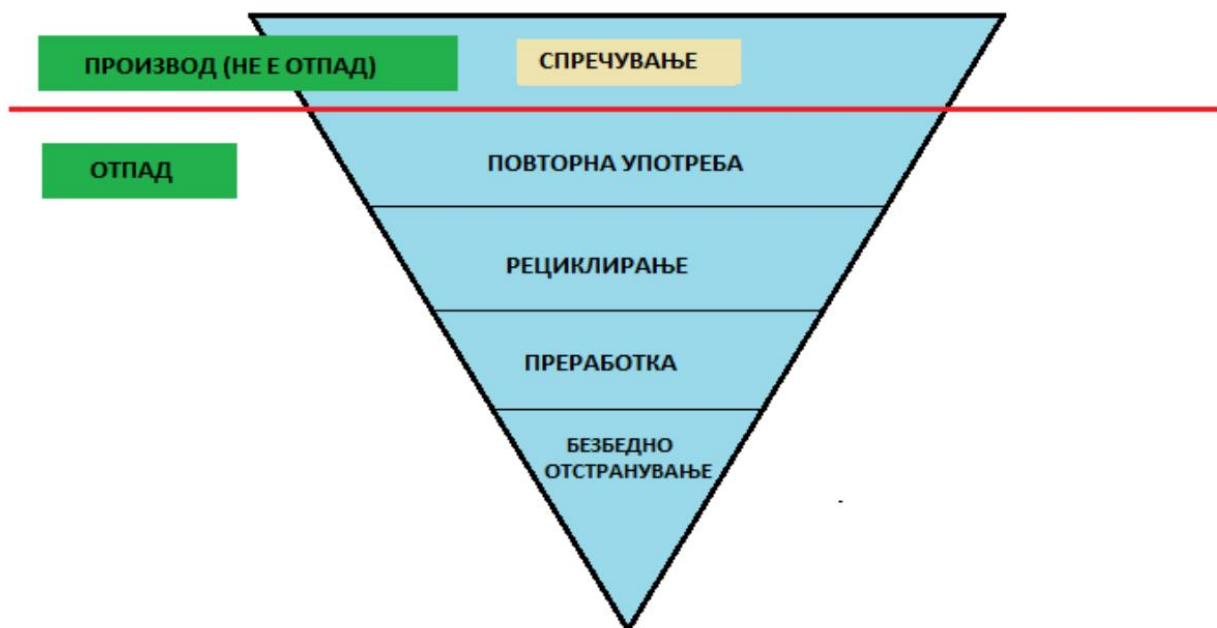 ПРОИЗВОД (НЕ Е ОТПАД)
СПРЕЧУВАЊЕ
ОТПАД
ПОВТОРНА УПОТРЕБА
РЕЦИКЛИРАЊЕ
ПРЕРАБОТКА
БЕЗБЕДНО
ОТСТРАНУВАЊЕ